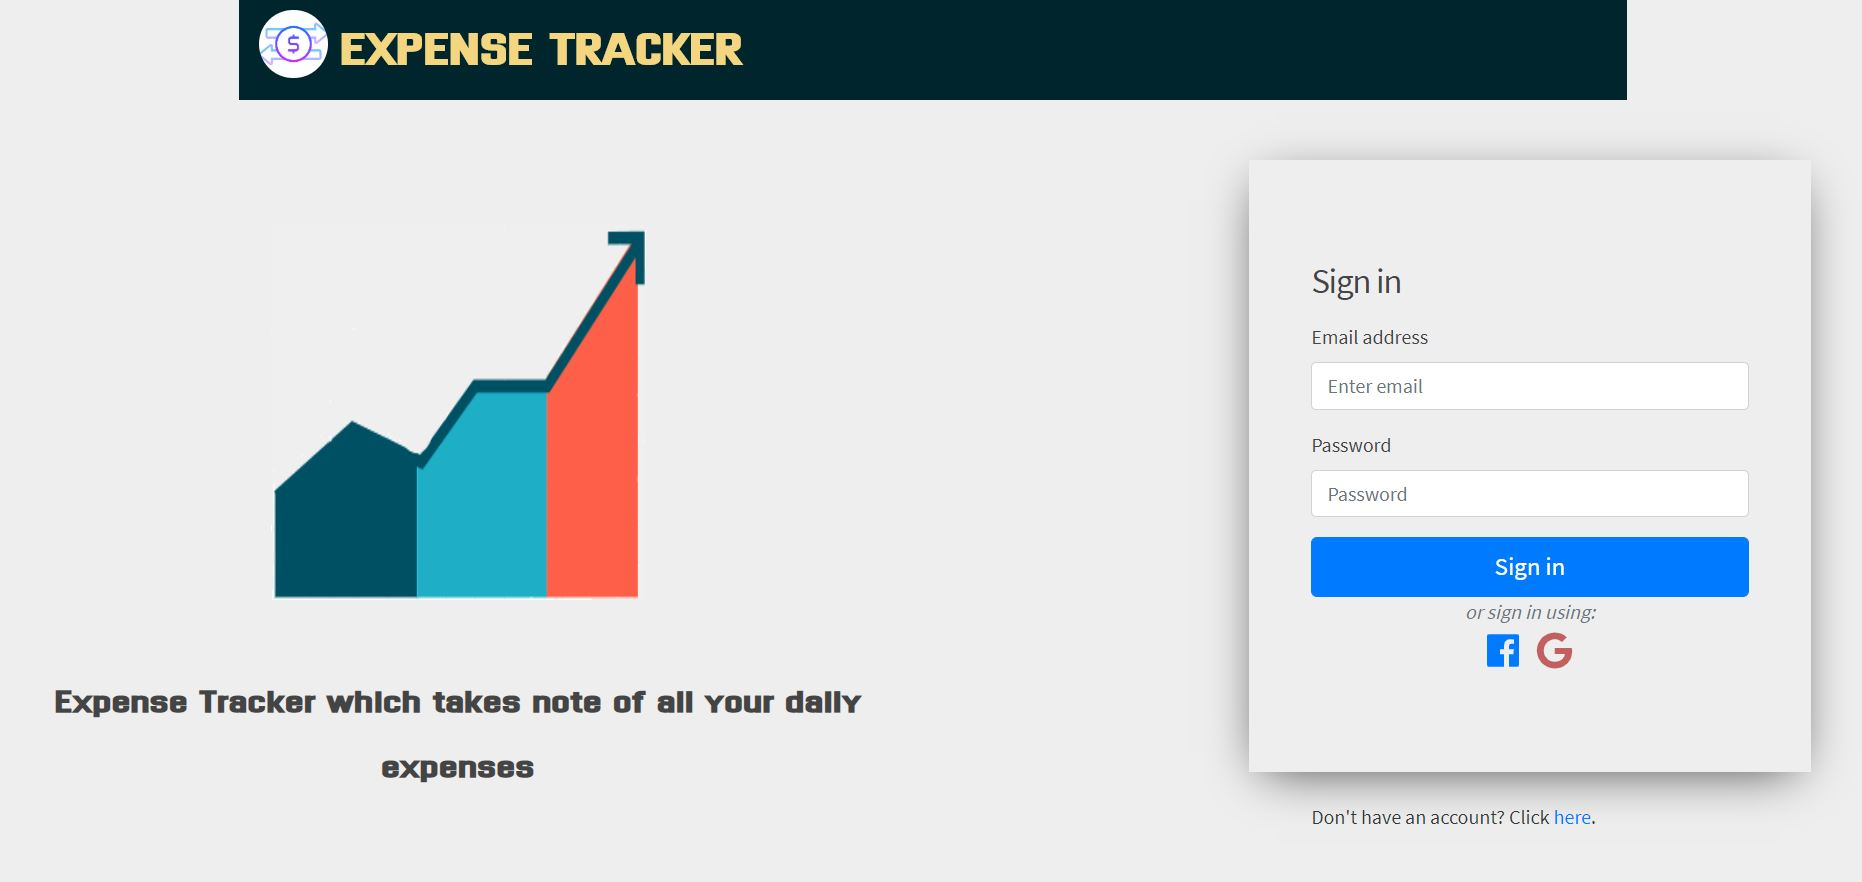 $
EXPENSE TRACKER
Expense Tracker which takes note of all your daily
expenses
Sign in
Email address
Enter email
Password
Password
Sign in
or sign in using:
f G
Don't have an account? Click here.